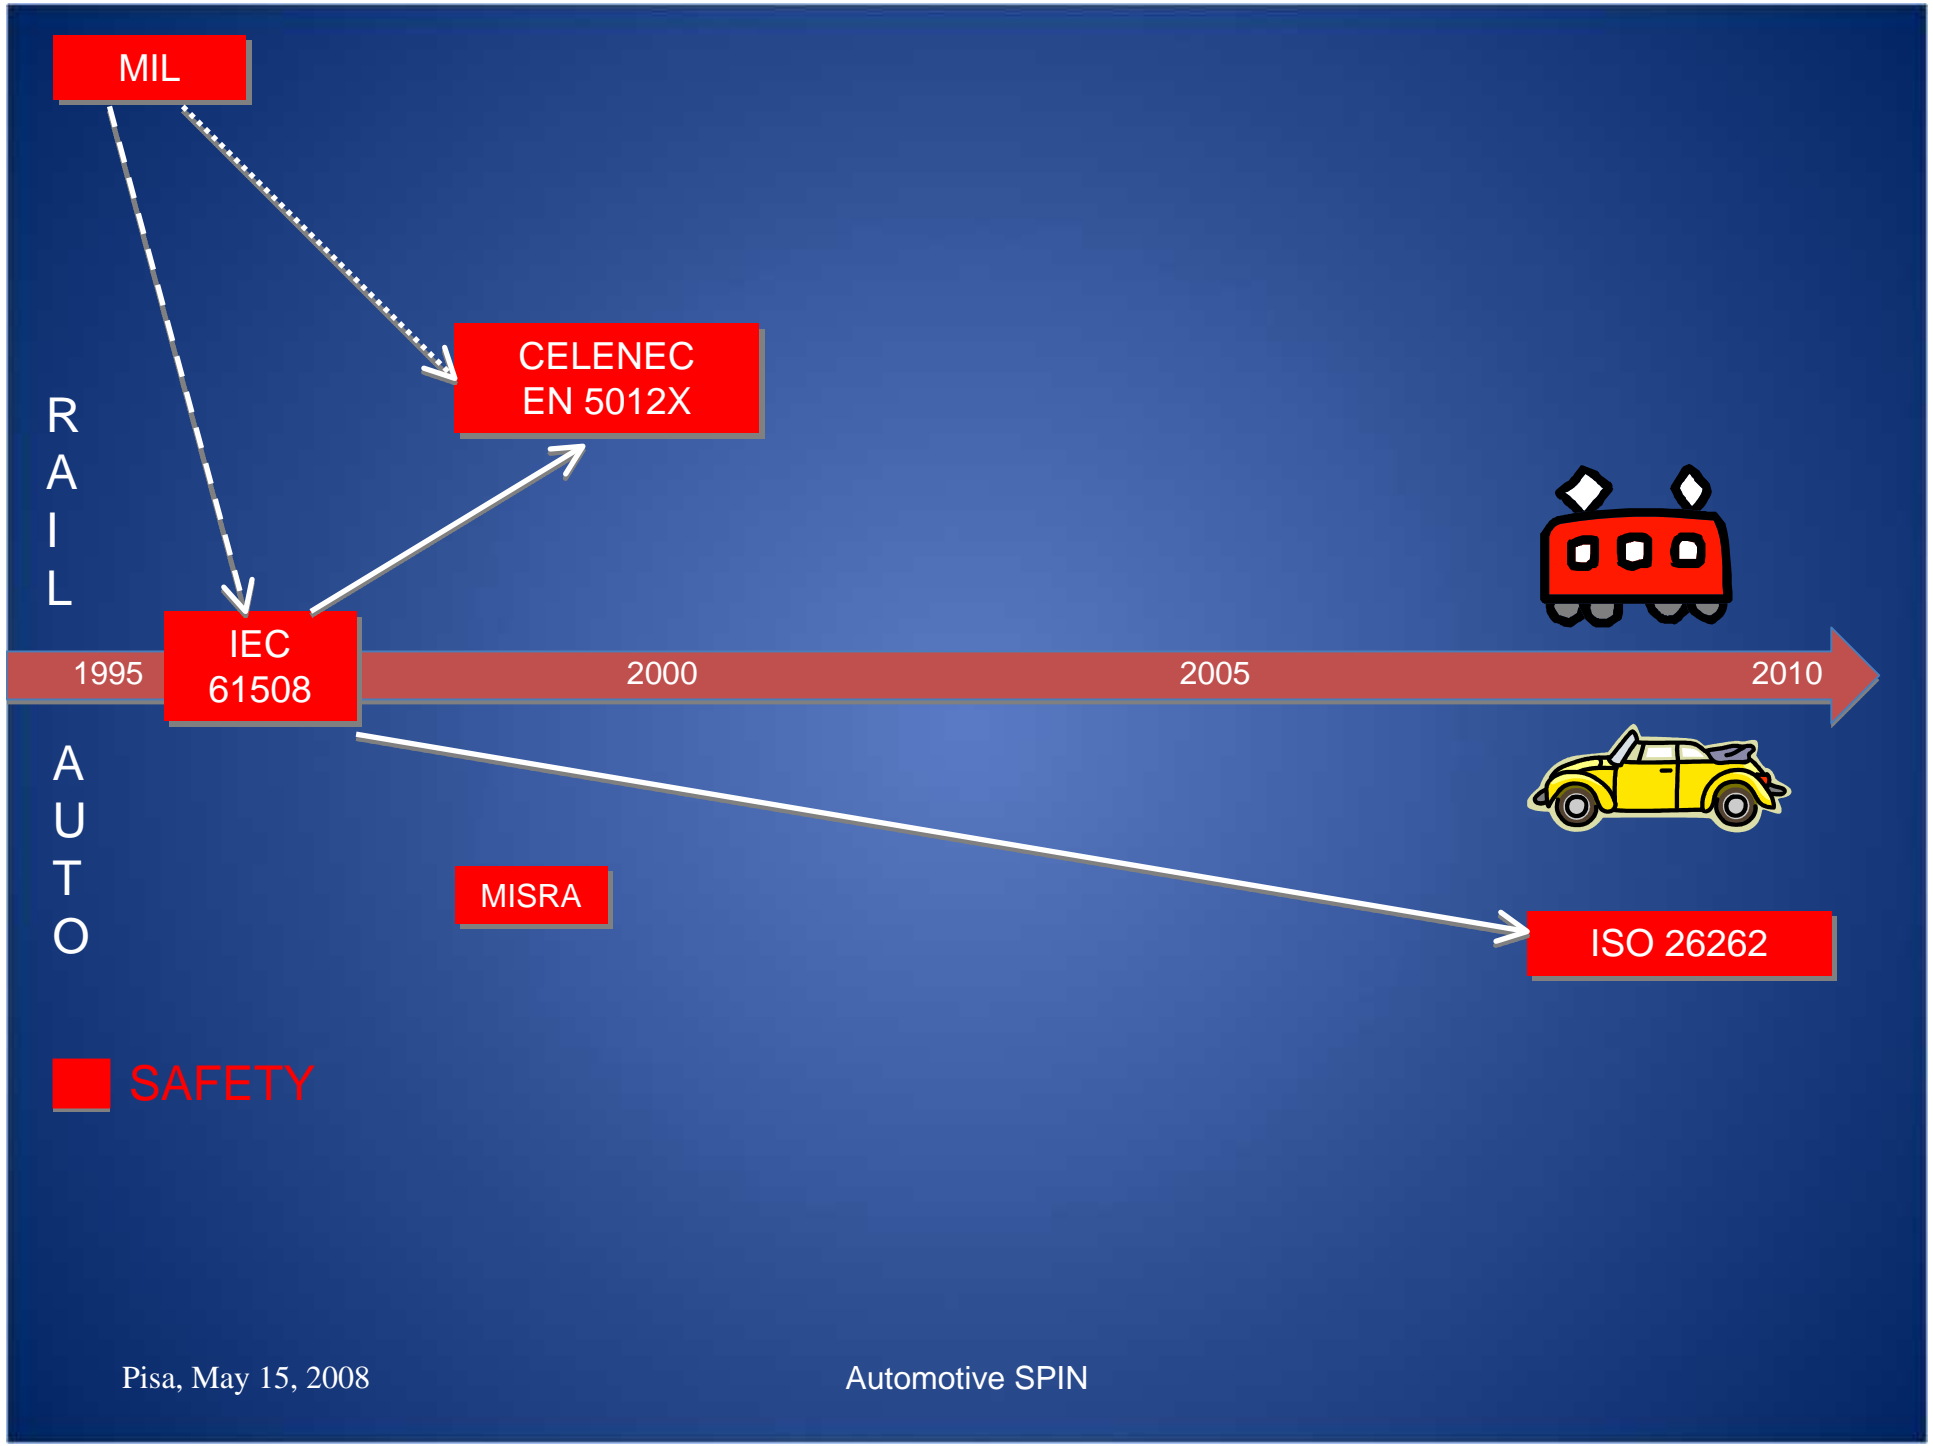 MIL
CELENEC
EN 5012X
R
A
I
L
IEC
61508
1995
2000
2005
2010
A
U
T
O
MISRA
ISO 26262
SAFETY
Pisa, May 15, 2008
Automotive SPIN